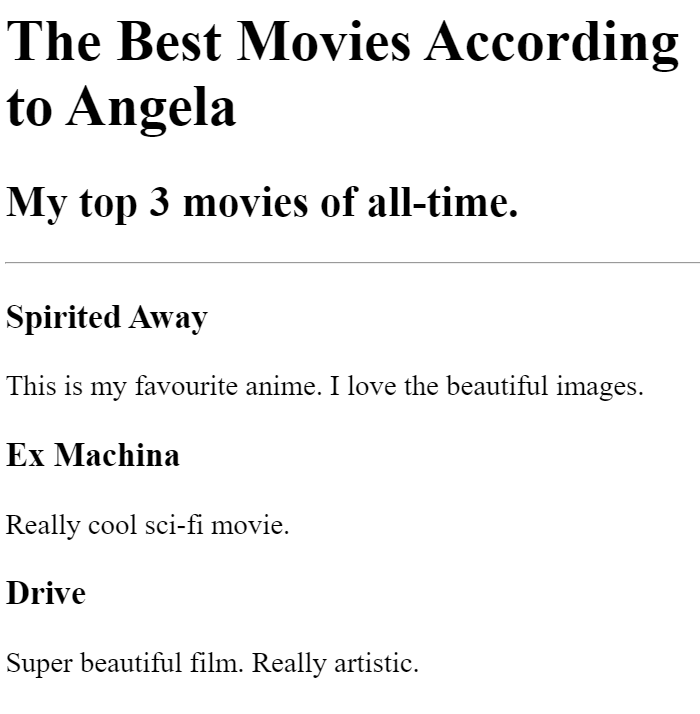 The Best Movies According
to Angela
My top 3 movies of all-time.
Spirited Away
This is my favourite anime. I love the beautiful images.
Ex Machina
Really cool sci-fi movie.
Drive
Super beautiful film. Really artistic.